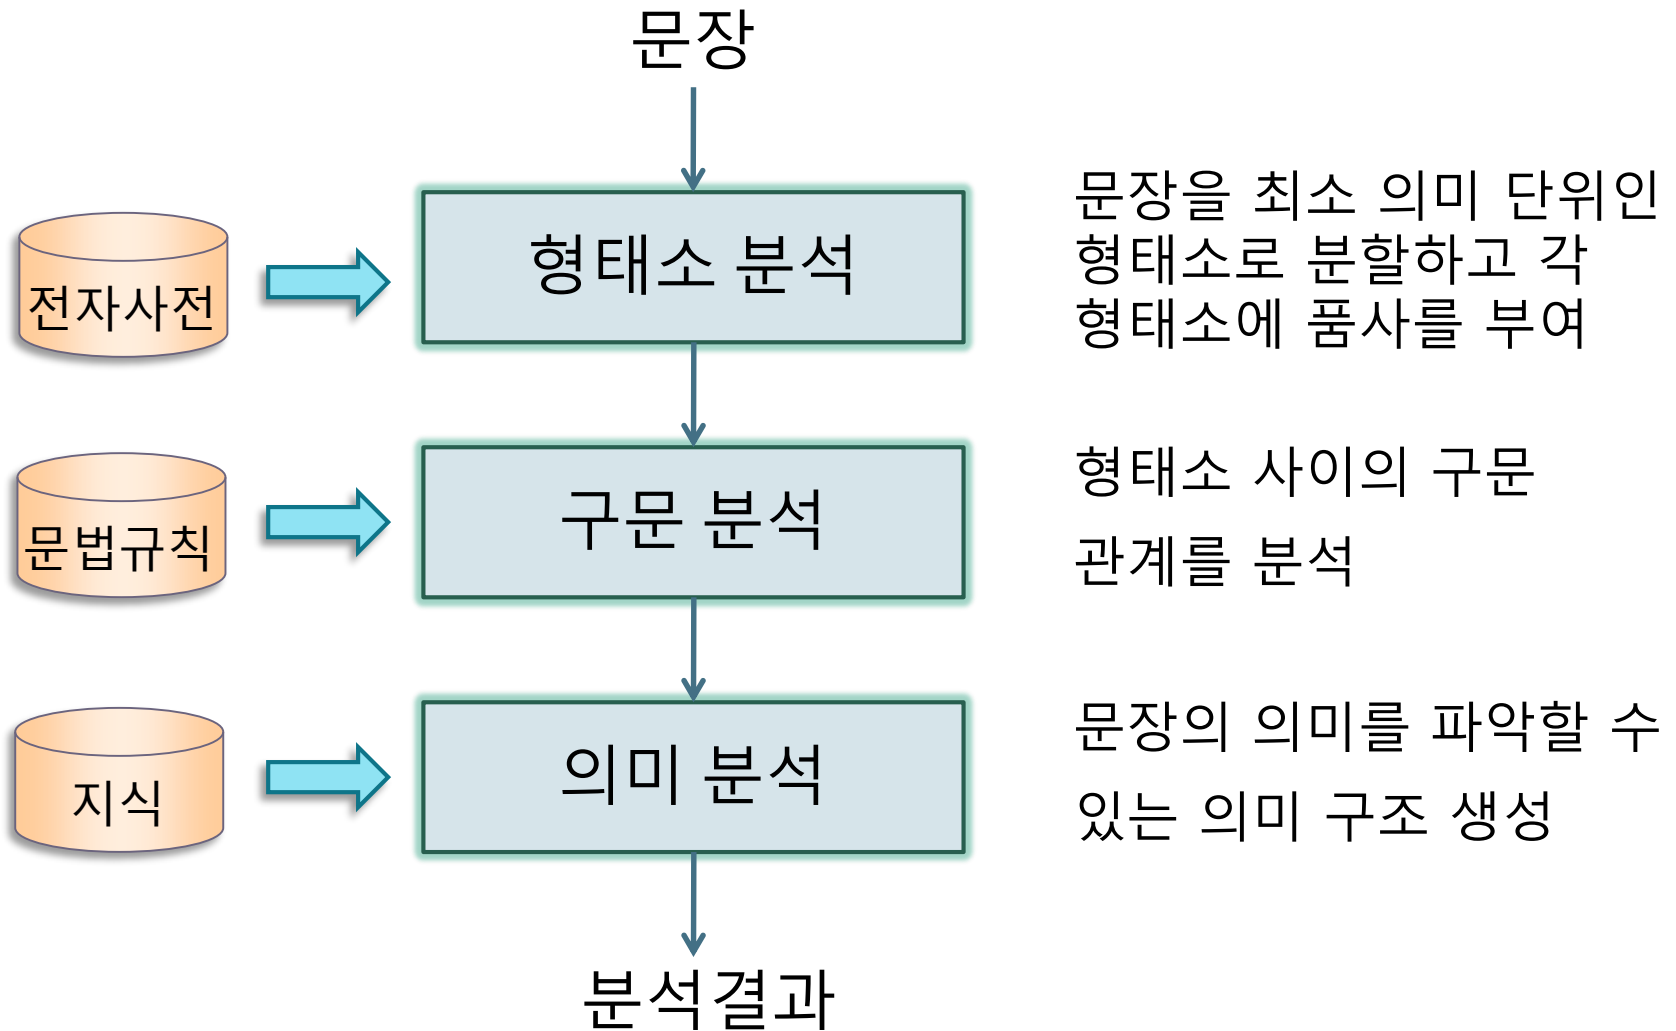 문장
전자사전
형태소 분석
문장을 최소 의미 단위인
형태소로 분할하고 각
형태소에 품사를 부여
문법규칙
구문 분석
형태소 사이의 구문
관계를 분석
지식
의미 분석
문장의 의미를 파악할 수
있는 의미 구조 생성
분석결과